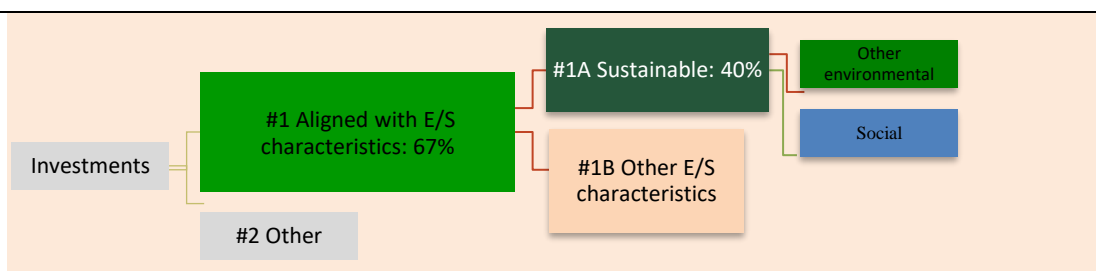 Investments
#1 Aligned with E/S
characteristics: 67%
#2 Other
#1A Sustainable: 40%
#1B Other E/S
characteristics
Other
environmental
Social